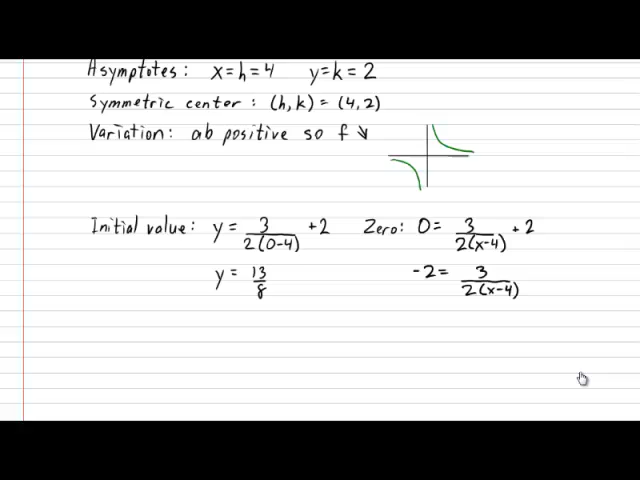 Asymptotes: x=h=4 y=k=2
Symmetric center: (h,k) = (4,2)
Variation: ab positive so f ↘
Initial value: y = 3/2(0-4) +2 Zero: 0= 3/2(x-4) +2
y = 13/8 -2= 3/2(x-4)